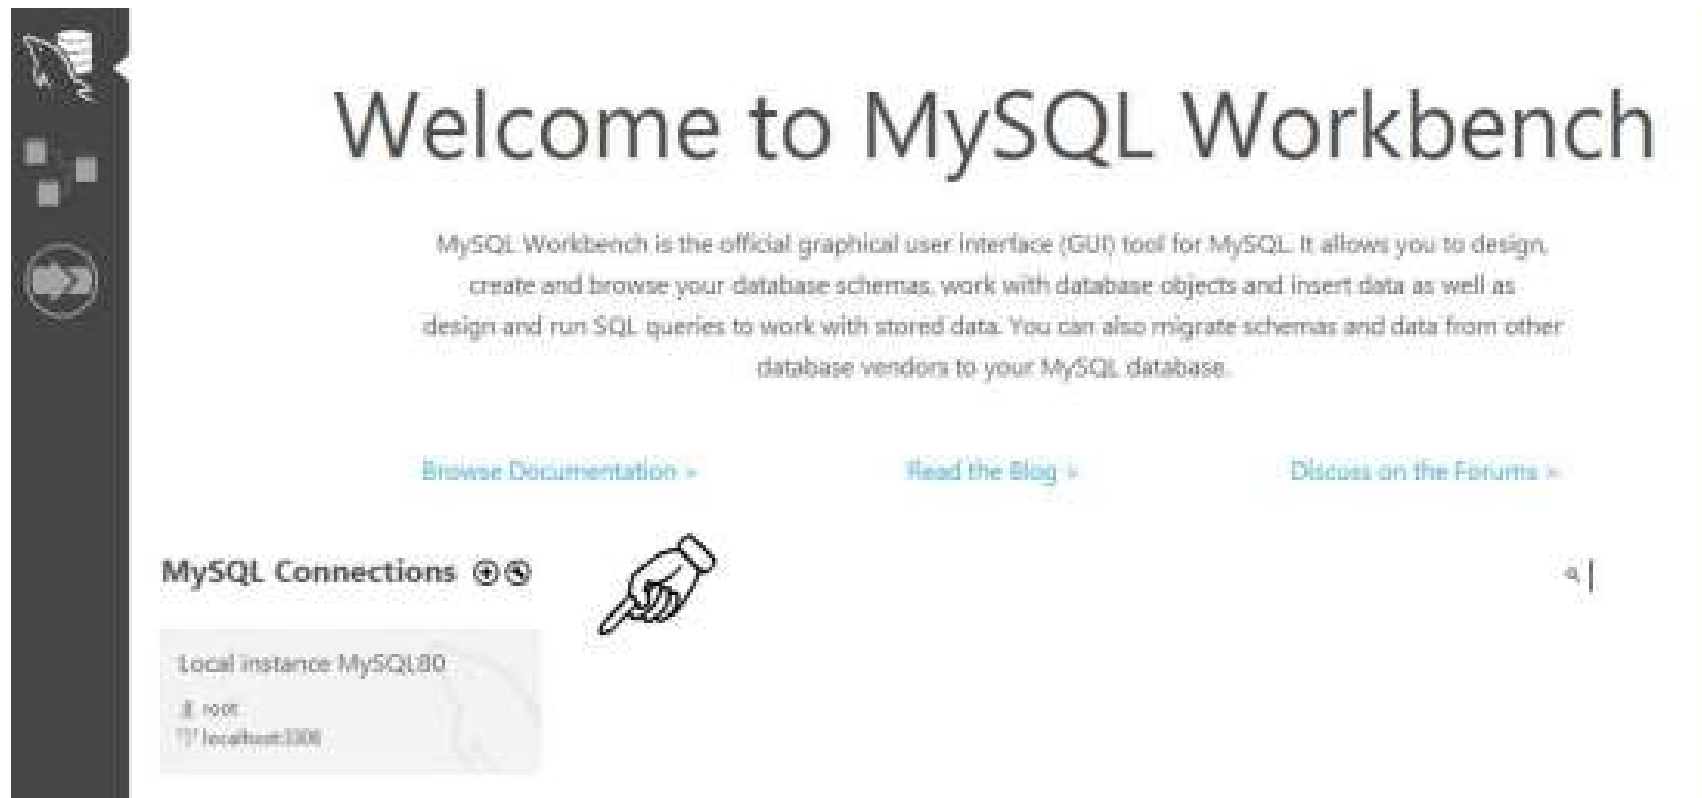 Welcome to MySQL Workbench
MySQL Workbench is the official graphical user interface (GUI) tool for MySQL. It allows you to design,
create and browse your database schemas, work with database objects and insert data as well as
design and run SQL queries to work with stored data. You can also migrate schemas and data from other
database vendors to your MySQL database.
Browse Documentation > Read the Blog > Discuss on the Forums >
MySQL Connections
Local instance MySQL80
root
localhost:3306